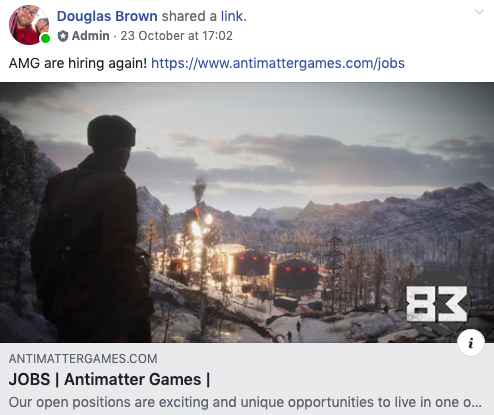 Douglas Brown shared a link.
Admin · 23 October at 17:02
AMG are hiring again! https://www.antimattergames.com/jobs
83
i
ANTIMATTERGAMES.COM
JOBS | Antimatter Games |
Our open positions are exciting and unique opportunities to live in one o...